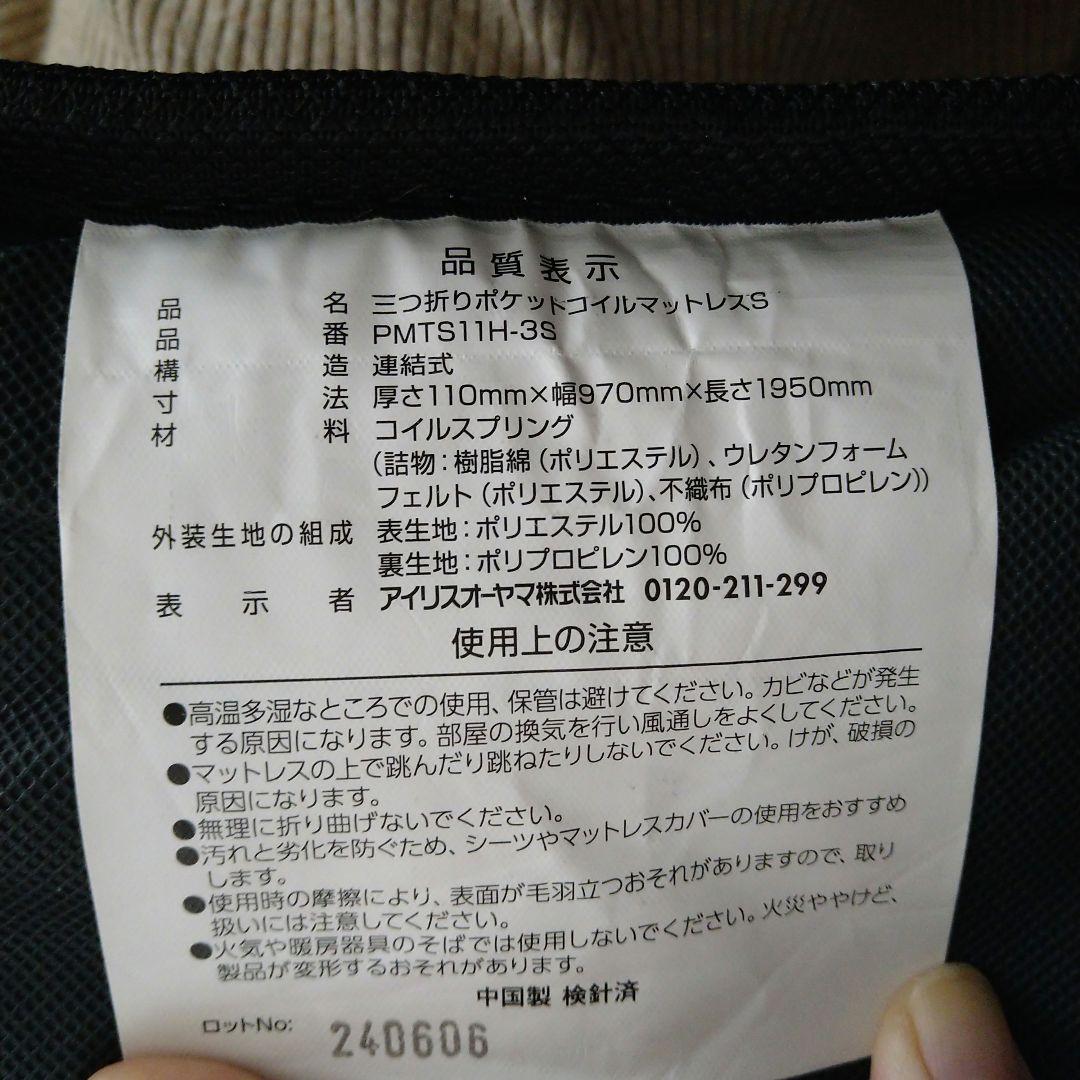 品質表示
品名 三つ折りポケットコイルマットレスS
品番 PMTS11H-3S
構造 連結式
寸法 厚さ110mm×幅970mm×長さ1950mm
材料 コイルスプリング
(詰物:樹脂綿(ポリエステル)、ウレタンフォーム
フェルト(ポリエステル)、不織布(ポリプロピレン))
外装生地の組成 表生地:ポリエステル100%
裏生地:ポリプロピレン100%
表示者 アイリスオーヤマ株式会社 0120-211-299
使用上の注意
●高温多湿なところでの使用、保管は避けてください。カビなどが発生
する原因になります。部屋の換気を行い風通しをよくしてください。
●マットレスの上で跳んだり跳ねたりしないでください。けが、破損の
原因になります。
●無理に折り曲げないでください。
●汚れと劣化を防ぐため、シーツやマットレスカバーの使用をおすすめ
します。
●使用時の摩擦により、表面が毛羽立つおそれがありますので、取り
扱いには注意してください。
●火気や暖房器具のそばでは使用しないでください。火災ややけど、
製品が変形するおそれがあります。
中国製 検針済
ロットNo: 240606